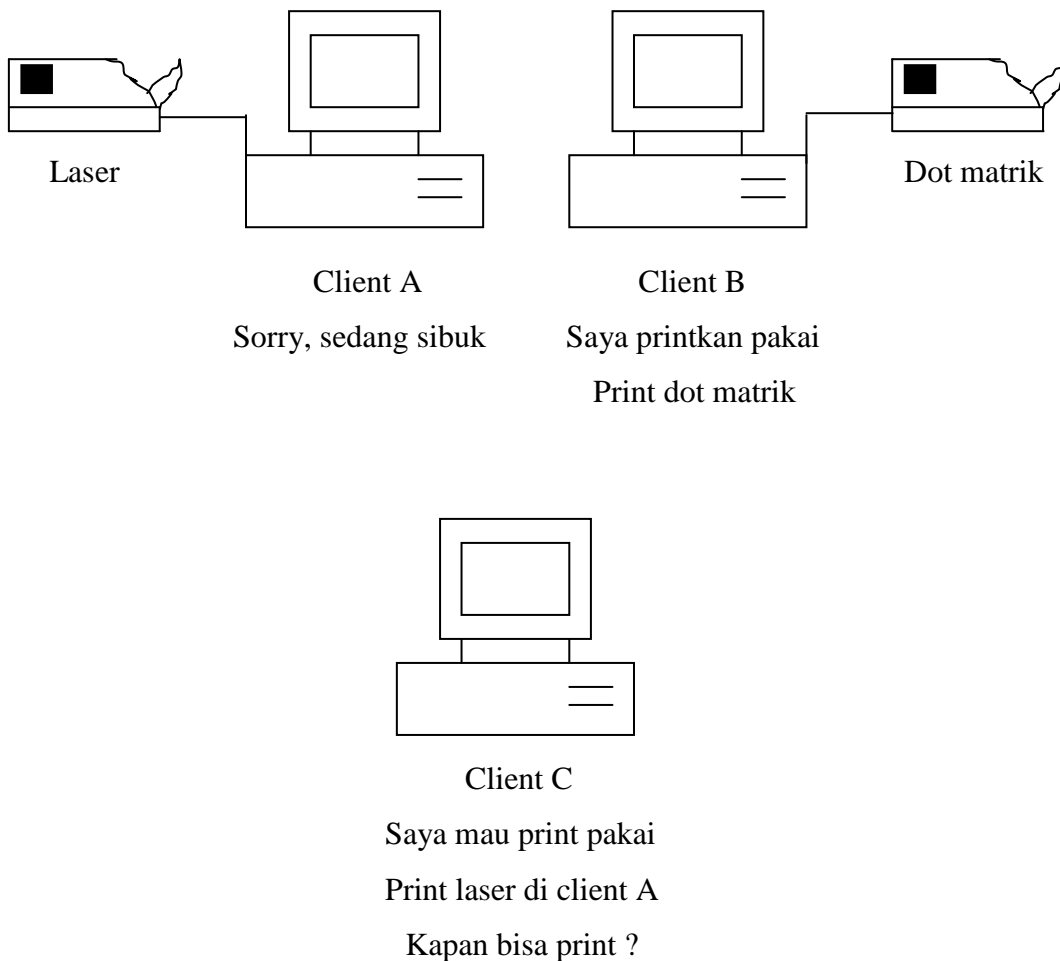 Laser
Dot matrik
Client A
Sorry, sedang sibuk
Client B
Saya printkan pakai
Print dot matrik
Client C
Saya mau print pakai
Print laser di client A
Kapan bisa print ?